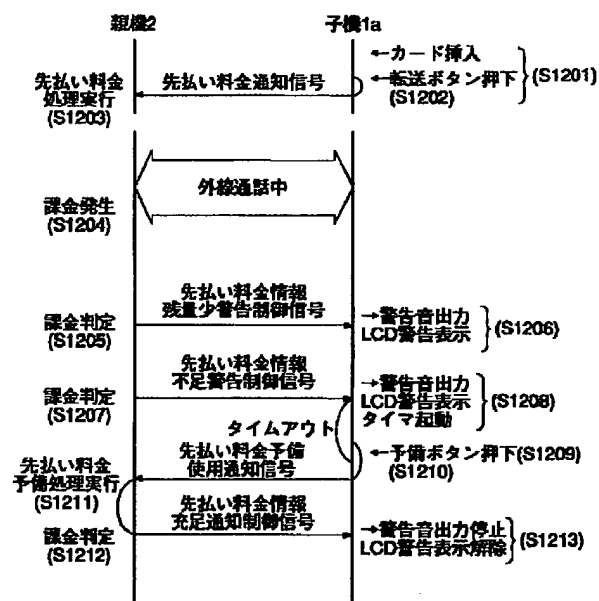 親機2
子機1a
←カード挿入
先払い料金
処理実行
(S1203)
先払い料金通知信号
←転送ボタン押下
(S1202)
(S1201)
外線通話中
課金発生
(S1204)
先払い料金情報
残量少警告制御信号
課金判定
(S1205)
→警告音出力
LCD警告表示
(S1206)
先払い料金情報
不足警告制御信号
課金判定
(S1207)
→警告音出力
LCD警告表示
タイマ起動
(S1208)
タイムアウト
先払い料金予備
使用通知信号
←予備ボタン押下(S1209)
(S1210)
先払い料金
予備処理実行
(S1211)
先払い料金情報
充足通知制御信号
課金判定
(S1212)
→警告音出力停止
LCD警告表示解除
(S1213)